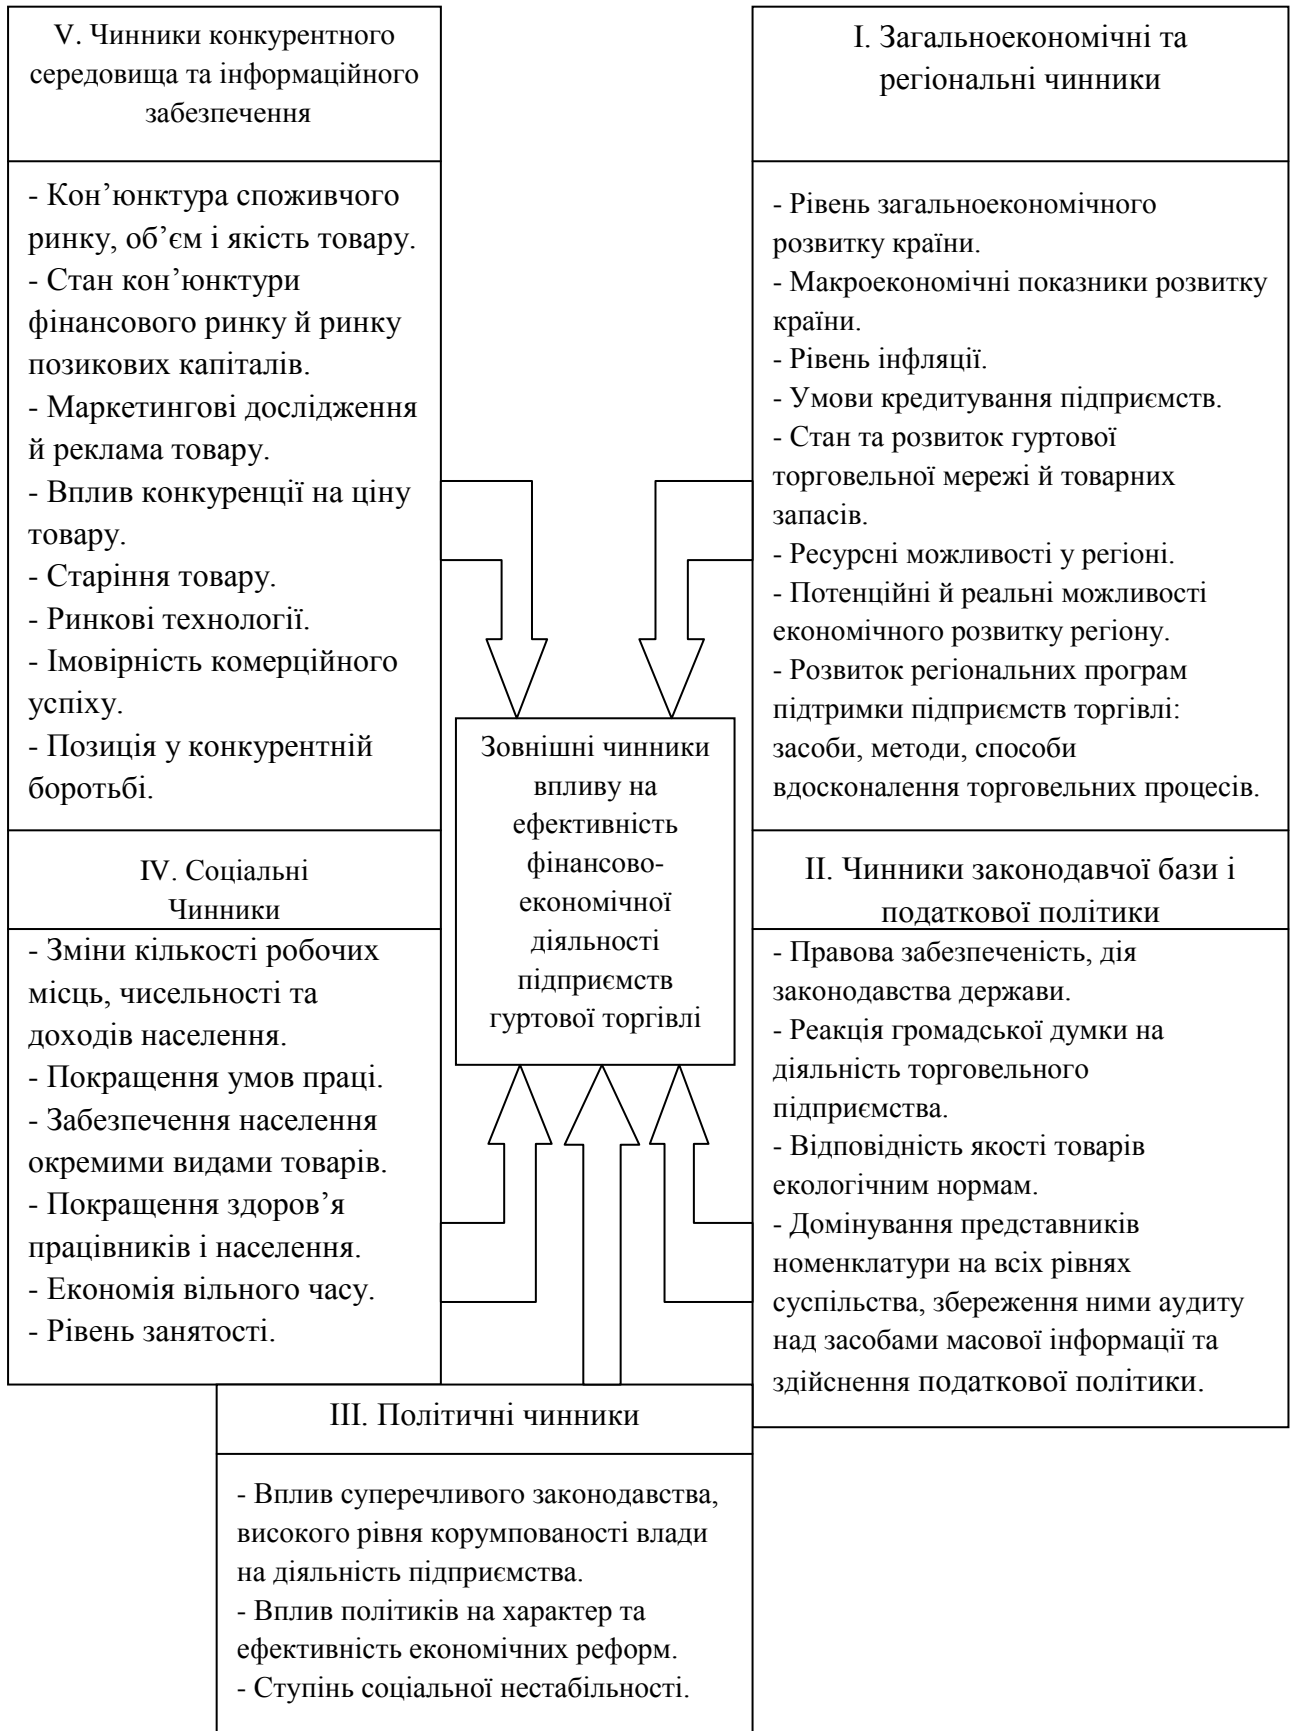 V. Чинники конкурентного
середовища та інформаційного
забезпечення
- Кон’юнктура споживчого
ринку, об’єм і якість товару.
- Стан кон’юнктури
фінансового ринку й ринку
позикових капіталів.
- Маркетингові дослідження
й реклама товару.
- Вплив конкуренції на ціну
товару.
- Старіння товару.
- Ринкові технології.
- Імовірність комерційного
успіху.
- Позиція у конкурентній
боротьбі.
I. Загальноекономічні та
регіональні чинники
- Рівень загальноекономічного
розвитку країни.
- Макроекономічні показники розвитку
країни.
- Рівень інфляції.
- Умови кредитування підприємств.
- Стан та розвиток гуртової
торговельної мережі й товарних
запасів.
- Ресурсні можливості у регіоні.
- Потенційні й реальні можливості
економічного розвитку регіону.
- Розвиток регіональних програм
підтримки підприємств торгівлі:
засоби, методи, способи
вдосконалення торговельних процесів.
Зовнішні чинники
впливу на
ефективність
фінансово-
економічної
діяльності
підприємств
гуртової торгівлі
IV. Соціальні
Чинники
- Зміни кількості робочих
місць, чисельності та
доходів населення.
- Покращення умов праці.
- Забезпечення населення
окремими видами товарів.
- Покращення здоров’я
працівників і населення.
- Економія вільного часу.
- Рівень занятості.
II. Чинники законодавчої бази і
податкової політики
- Правова забезпеченість, дія
законодавства держави.
- Реакція громадської думки на
діяльність торговельного
підприємства.
- Відповідність якості товарів
екологічним нормам.
- Домінування представників
номенклатури на всіх рівнях
суспільства, збереження ними аудиту
над засобами масової інформації та
здійснення податкової політики.
III. Політичні чинники
- Вплив суперечливого законодавства,
високого рівня корумпованості влади
на діяльність підприємства.
- Вплив політиків на характер та
ефективність економічних реформ.
- Ступінь соціальної нестабільності.